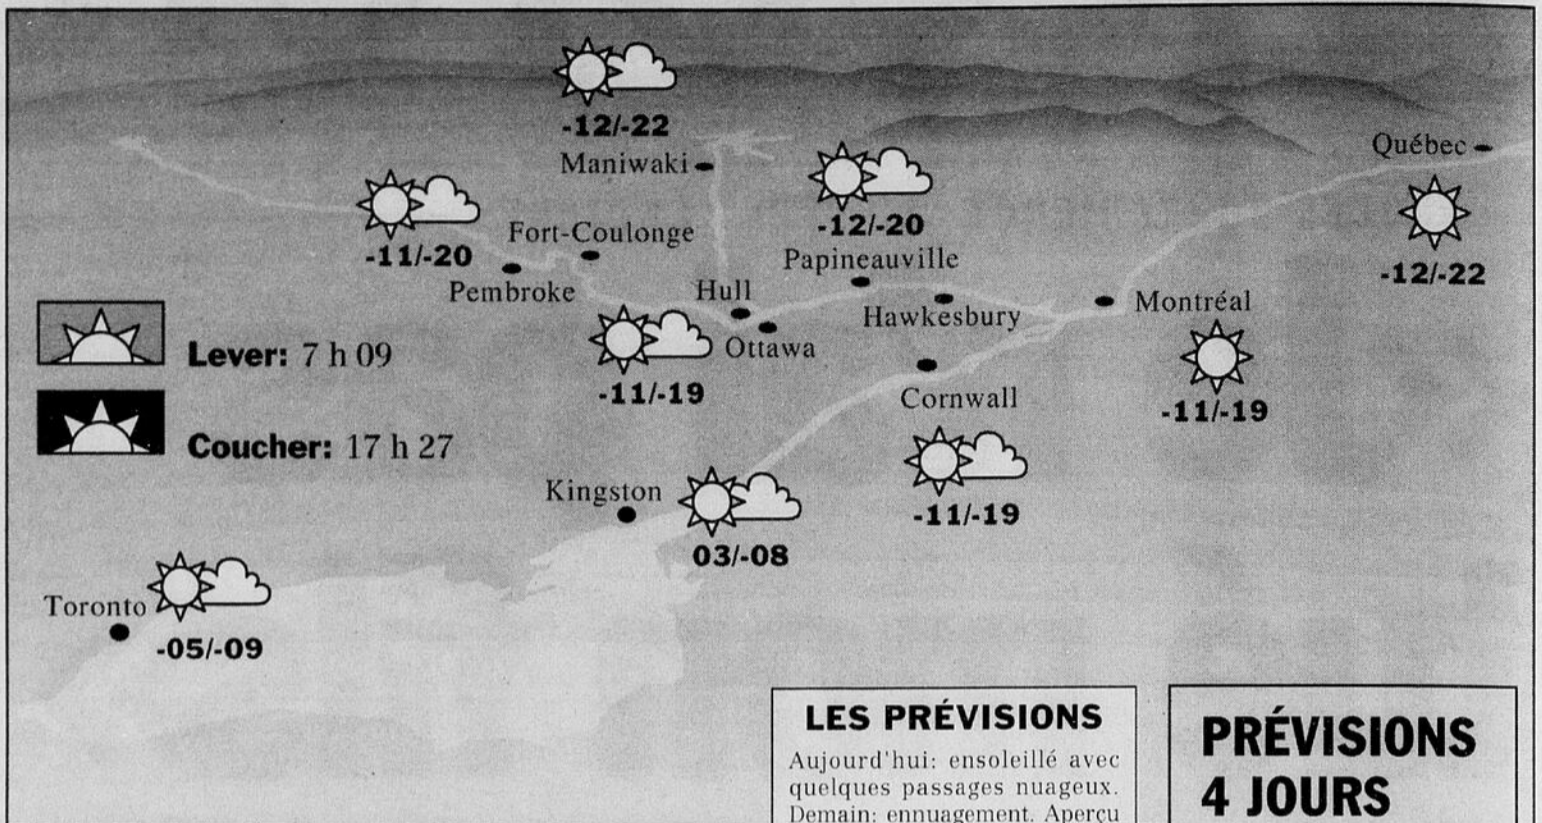 -12/-22
Maniwaki
Québec
-12/-20
-11/-20
Fort-Coulonge
Papineauville
-12/-22
Pembroke
Hull
Hawkesbury
Montréal
Ottawa
Lever: 7 h 09
-11/-19
Cornwall
-11/-19
Coucher: 17 h 27
Kingston
-11/-19
03/-08
Toronto
-05/-09
LES PRÉVISIONS
Aujourd'hui: ensoleillé avec
quelques passages nuageux.
Demain: ennuagement. Aperçu
PRÉVISIONS
4 JOURS